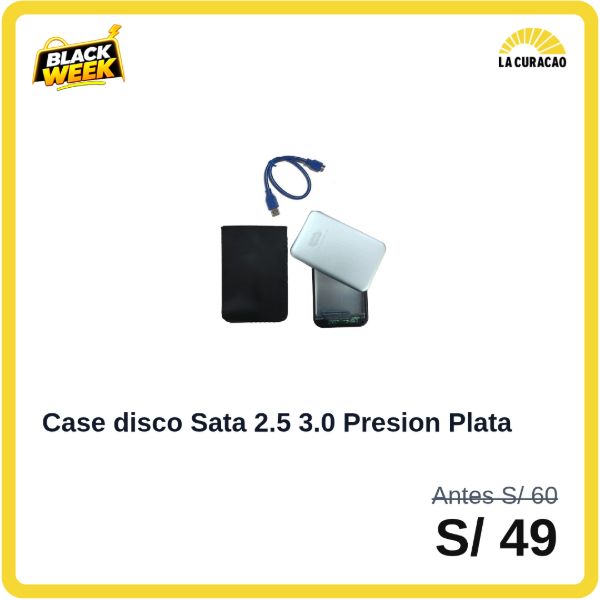 BLACK
WEEK
LA CURACAO
Case disco Sata 2.5 3.0 Presion Plata
Antes S/ 60
S/ 49